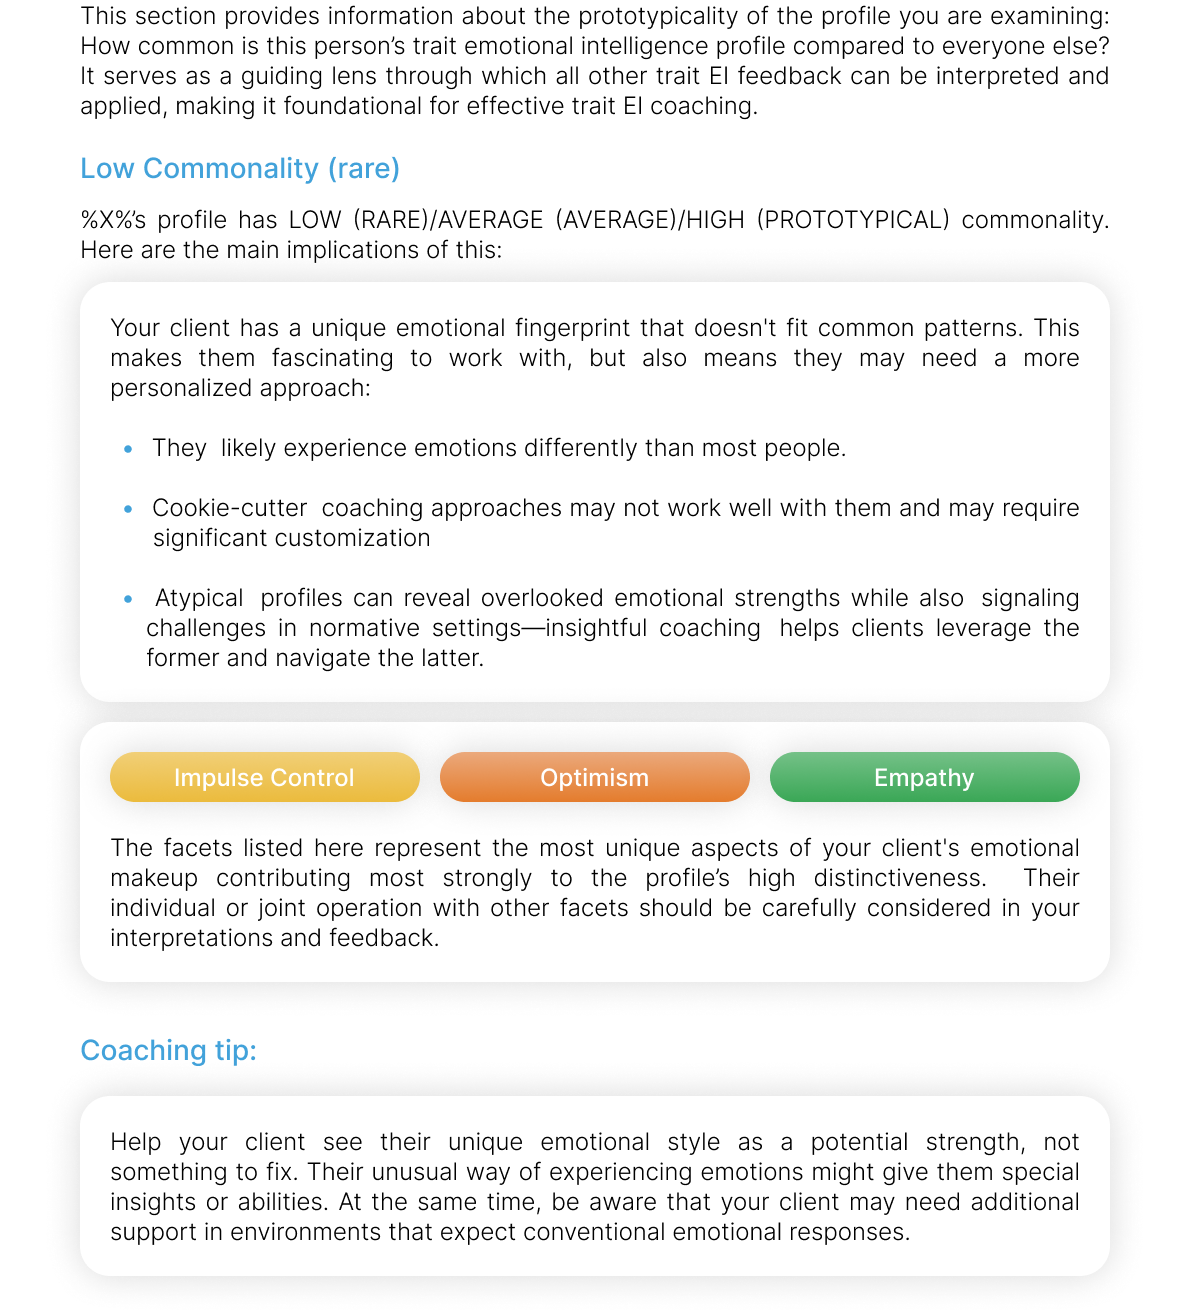 This section provides information about the prototypicality of the profile you are examining:
How common is this person’s trait emotional intelligence profile compared to everyone else?
It serves as a guiding lens through which all other trait EI feedback can be interpreted and
applied, making it foundational for effective trait EI coaching.
Low Commonality (rare)
%X%’s profile has LOW (RARE)/AVERAGE (AVERAGE)/HIGH (PROTOTYPICAL) commonality.
Here are the main implications of this:
Your client has a unique emotional fingerprint that doesn't fit common patterns. This
makes them fascinating to work with, but also means they may need a more
personalized approach:
• They likely experience emotions differently than most people.
• Cookie-cutter coaching approaches may not work well with them and may require
significant customization
• Atypical profiles can reveal overlooked emotional strengths while also signaling
challenges in normative settings—insightful coaching helps clients leverage the
former and navigate the latter.
Impulse Control
Optimism
Empathy
The facets listed here represent the most unique aspects of your client's emotional
makeup contributing most strongly to the profile’s high distinctiveness. Their
individual or joint operation with other facets should be carefully considered in your
interpretations and feedback.
Coaching tip:
Help your client see their unique emotional style as a potential strength, not
something to fix. Their unusual way of experiencing emotions might give them special
insights or abilities. At the same time, be aware that your client may need additional
support in environments that expect conventional emotional responses.